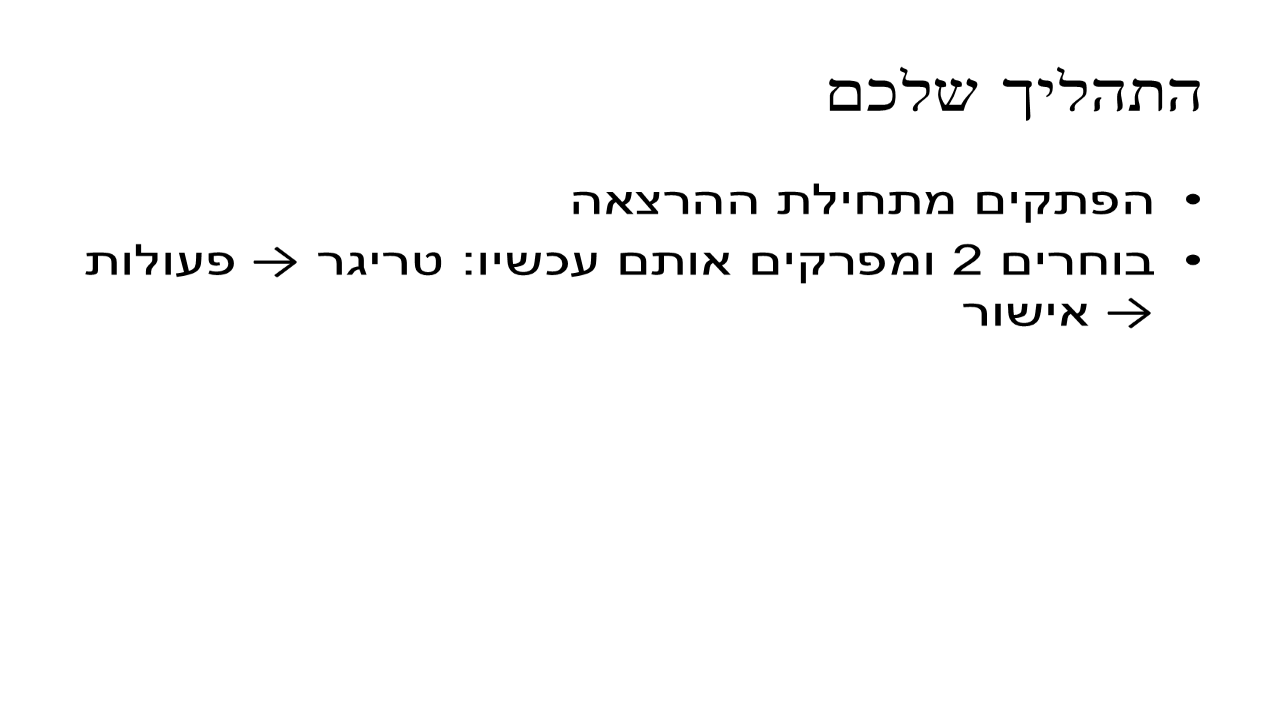 התהליך שלכם
• הפתקים מתחילת ההרצאה
• בוחרים 2 ומפרקים אותם עכשיו: טריגר → פעולות
→ אישור